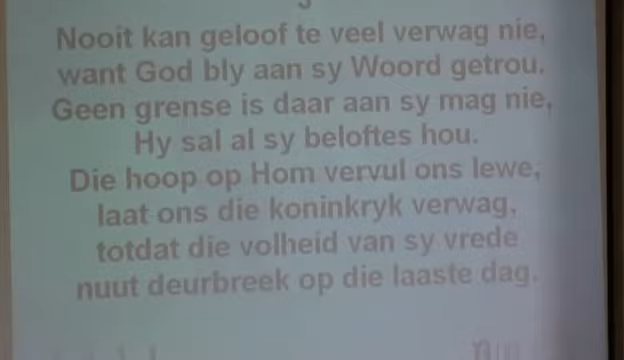 Nooit kan geloof te veel verwag nie,
want God bly aan sy Woord getrou.
Geen grense is daar aan sy mag nie,
Hy sal al sy beloftes hou.
Die hoop op Hom vervul ons lewe,
laat ons die koninkryk verwag,
totdat die volheid van sy vrede
nuut deurbreek op die laaste dag.